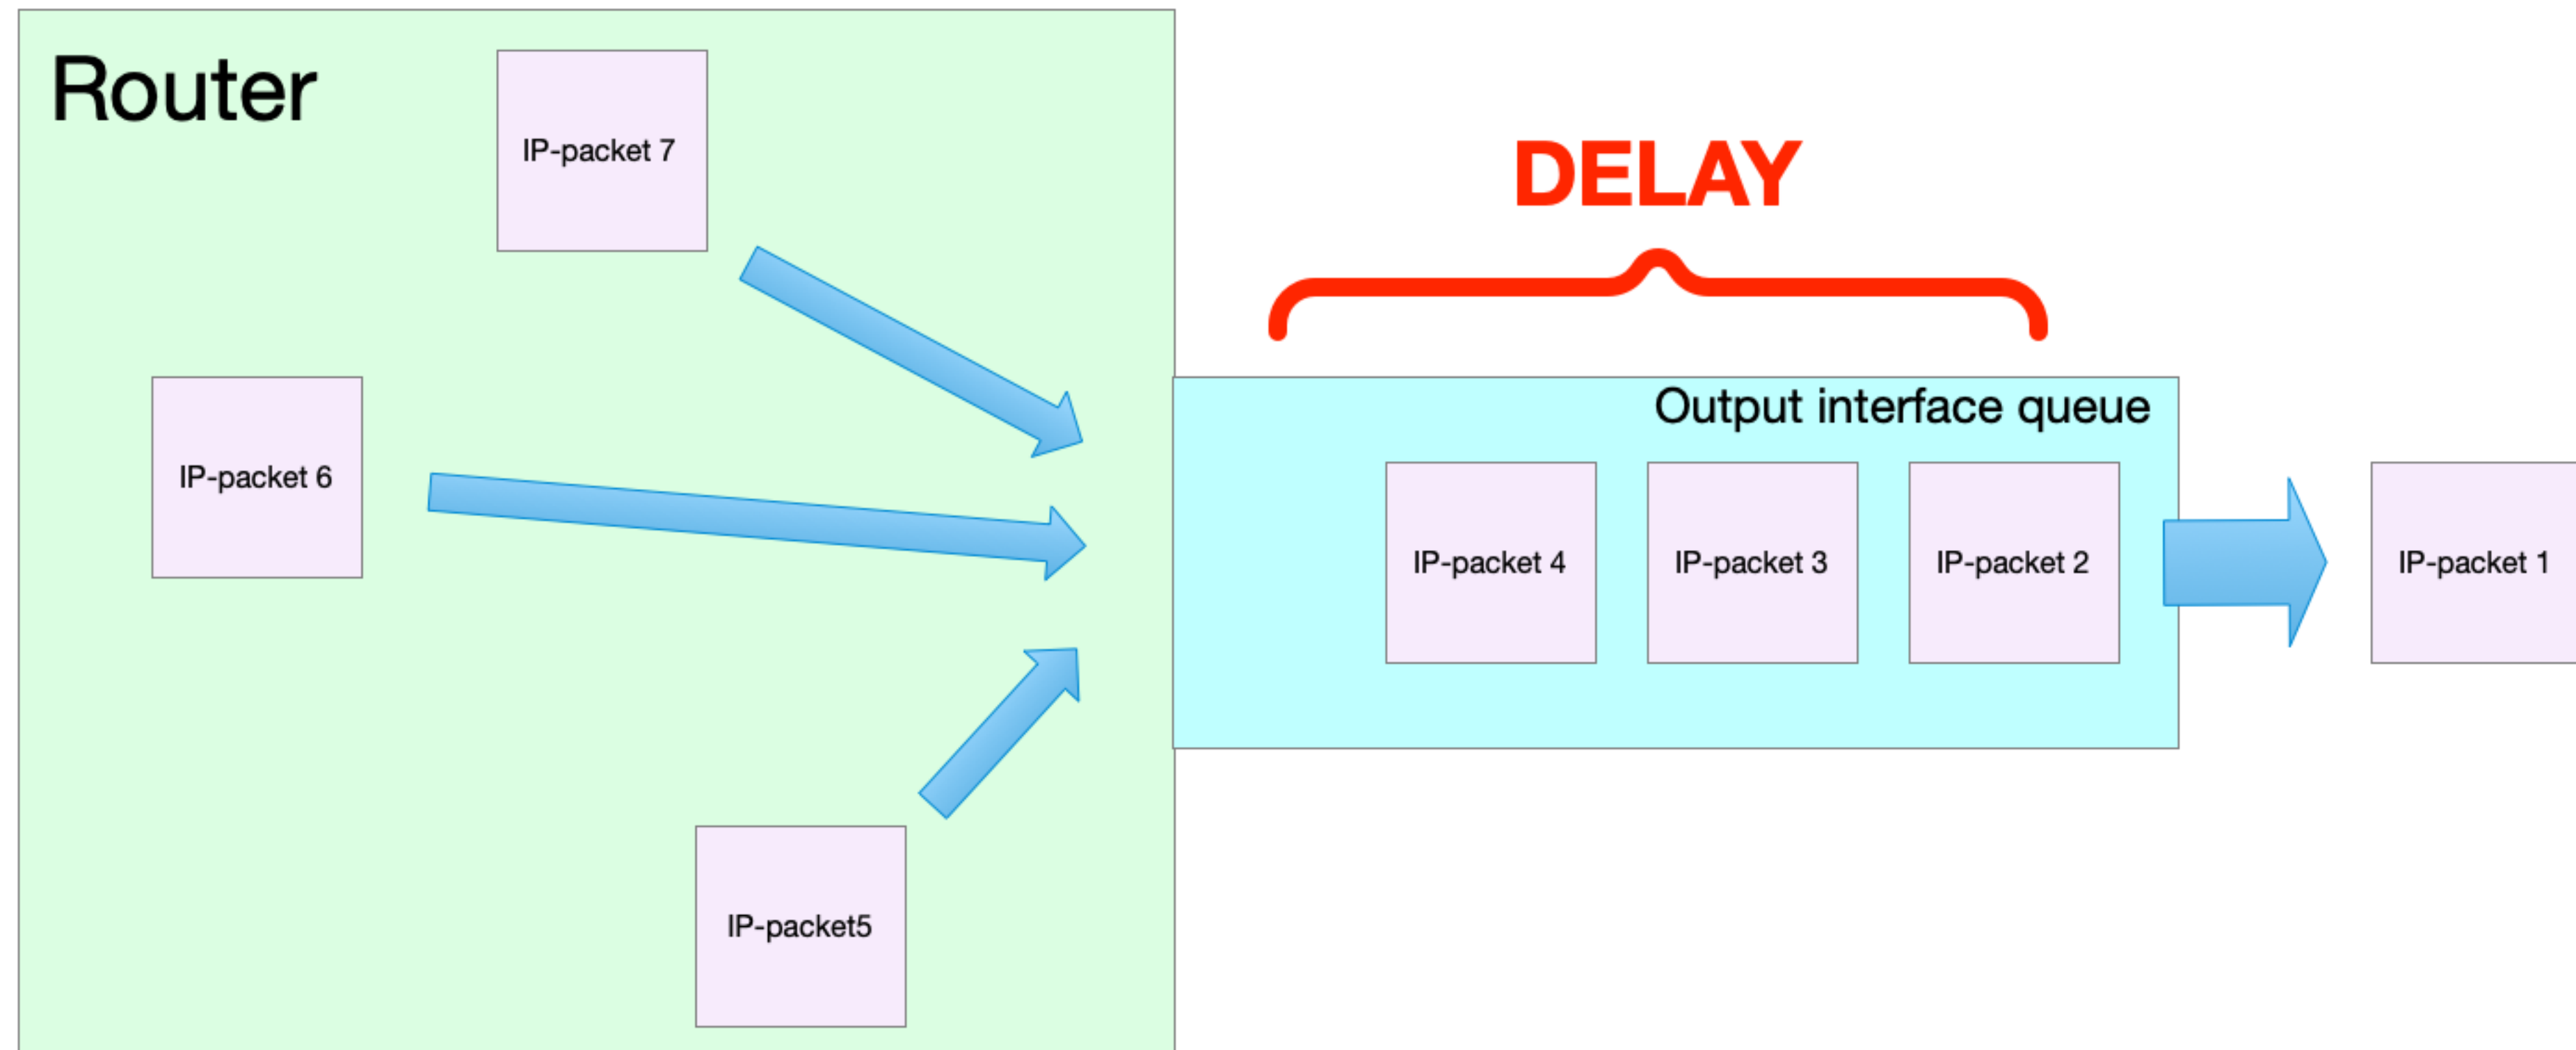 Router
IP-packet 7
DELAY
IP-packet 6
Output interface queue
IP-packet 4
IP-packet 3
IP-packet 2
IP-packet 1
IP-packet5